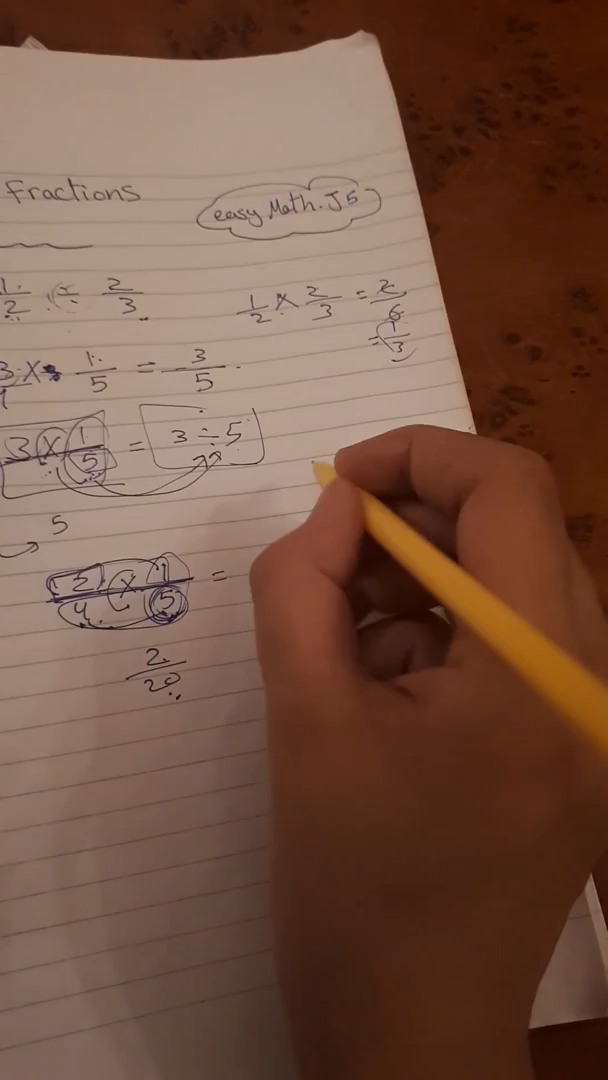 Fractions
easy Math. J5
1/2 ÷ 2/3
1/2 × 2/3 = 2/6
= 1/3
3 × 1/5 = 3/5
3 × 1/5 = 3 ÷ 5
5
2/4 × 1/5 =
2/20